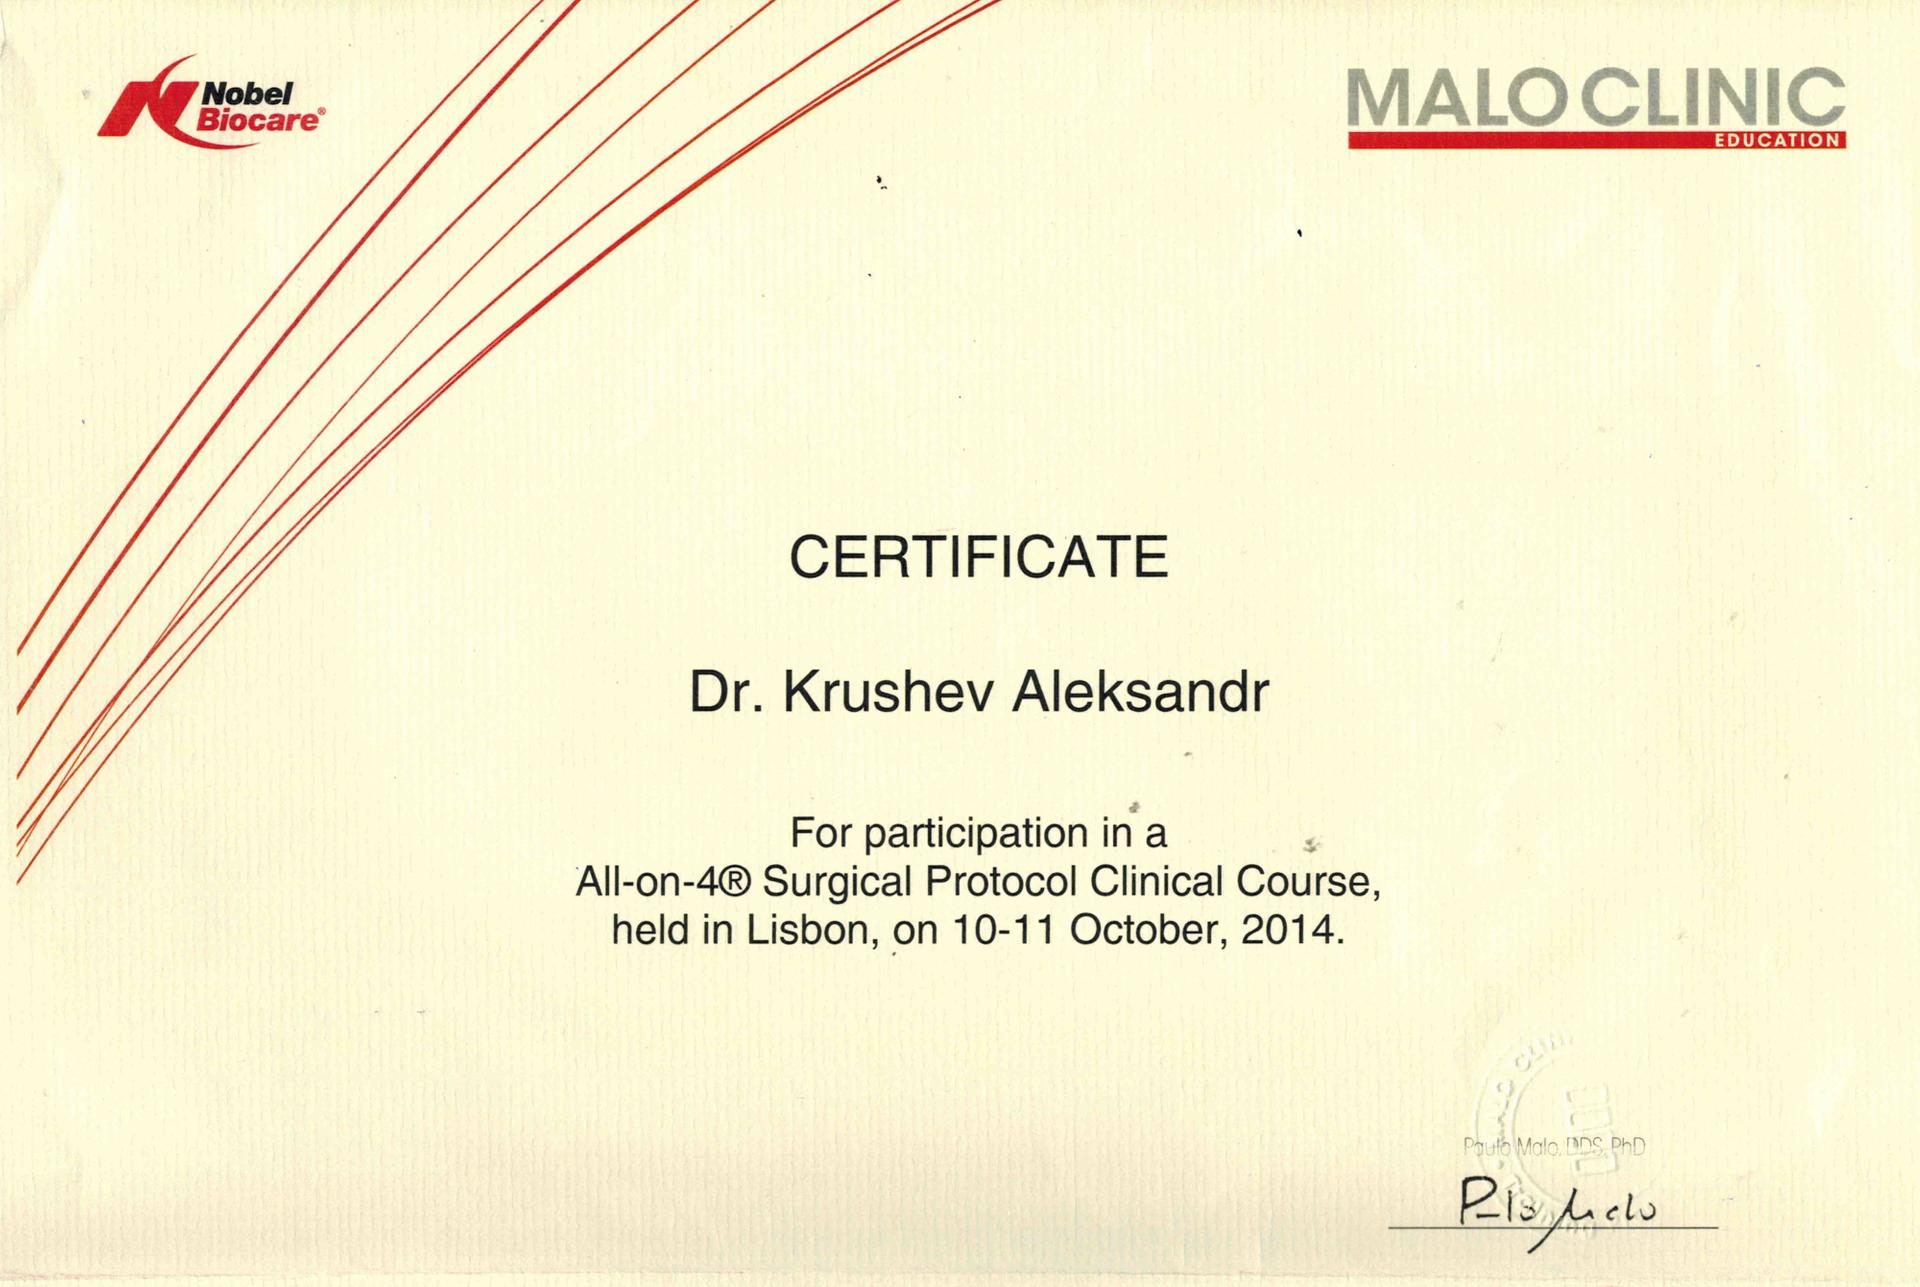 Nobel
Biocare®
MALO CLINIC
EDUCATION
CERTIFICATE
Dr. Krushev Aleksandr
For participation in a
All-on-4® Surgical Protocol Clinical Course,
held in Lisbon, on 10-11 October, 2014.
Paulo Malo, DDS, PhD